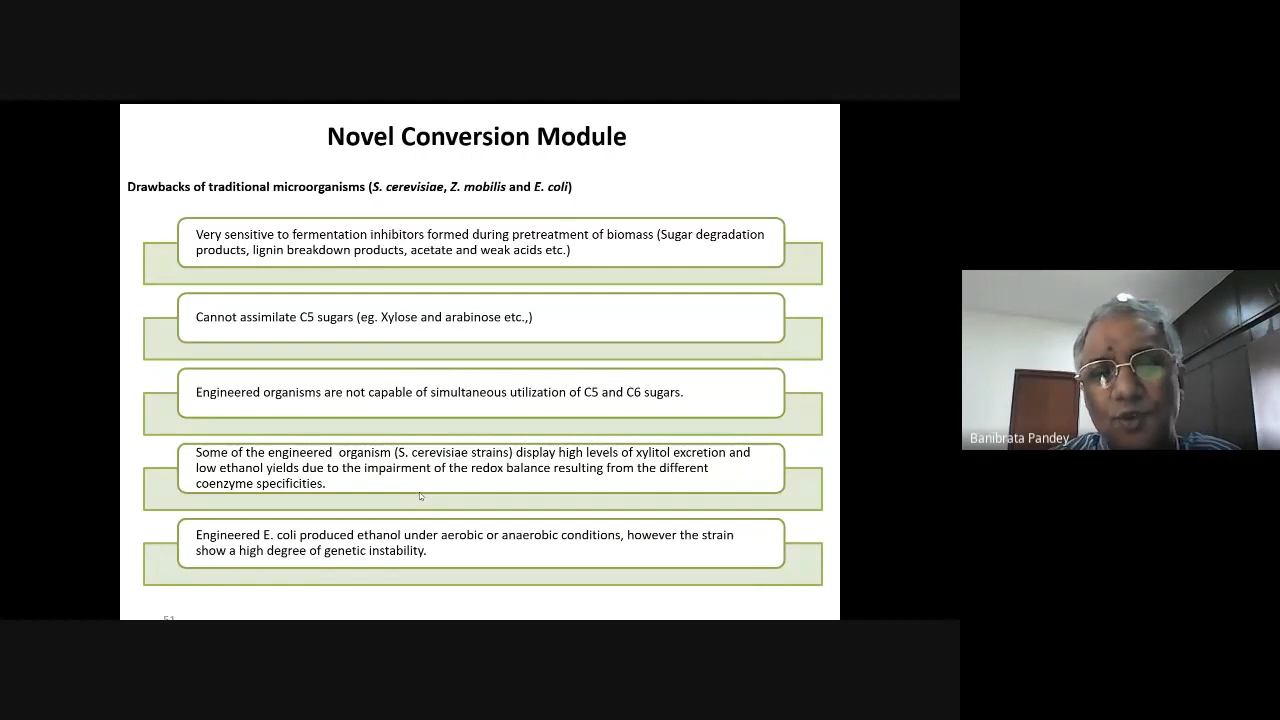 Novel Conversion Module
Drawbacks of traditional microorganisms (S. cerevisiae, Z. mobilis and E. coli)
Very sensitive to fermentation inhibitors formed during pretreatment of biomass (Sugar degradation
products, lignin breakdown products, acetate and weak acids etc.)
Cannot assimilate C5 sugars (eg. Xylose and arabinose etc.,)
Engineered organisms are not capable of simultaneous utilization of C5 and C6 sugars.
Some of the engineered organism (S. cerevisiae strains) display high levels of xylitol excretion and
low ethanol yields due to the impairment of the redox balance resulting from the different
coenzyme specificities.
Engineered E. coli produced ethanol under aerobic or anaerobic conditions, however the strain
show a high degree of genetic instability.
Banibrata Pandey